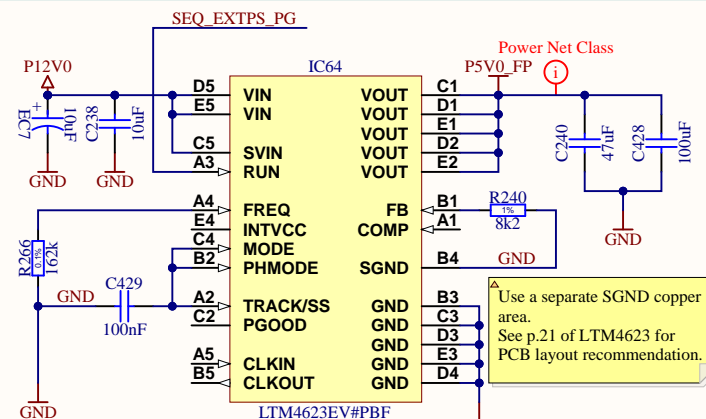 SEQ_EXTPS_PG
IC64
Power Net Class
P12V0
P5V0_FP
i
D5 VIN VOUT C1
E5 VIN VOUT D1
VOUT E1
C5 SVIN VOUT D2
A3 RUN VOUT E2
+
EC7
10uF
C238
10uF
C240
47uF
C428
100uF
GND
GND
GND
A4 FREQ FB B1
R240
1%
8k2
E4 INTVCC COMP A1
C4 MODE
B2 PHMODE SGND B4
GND
R266
0.1%
162k
GND
C429
100nF
A2 TRACK/SS GND B3
C2 PGOOD GND C3
GND D3
A5 CLKIN GND E3
B5 CLKOUT GND D4
Use a separate SGND copper
area.
See p.21 of LTM4623 for
PCB layout recommendation.
GND
LTM4623EV#PBF